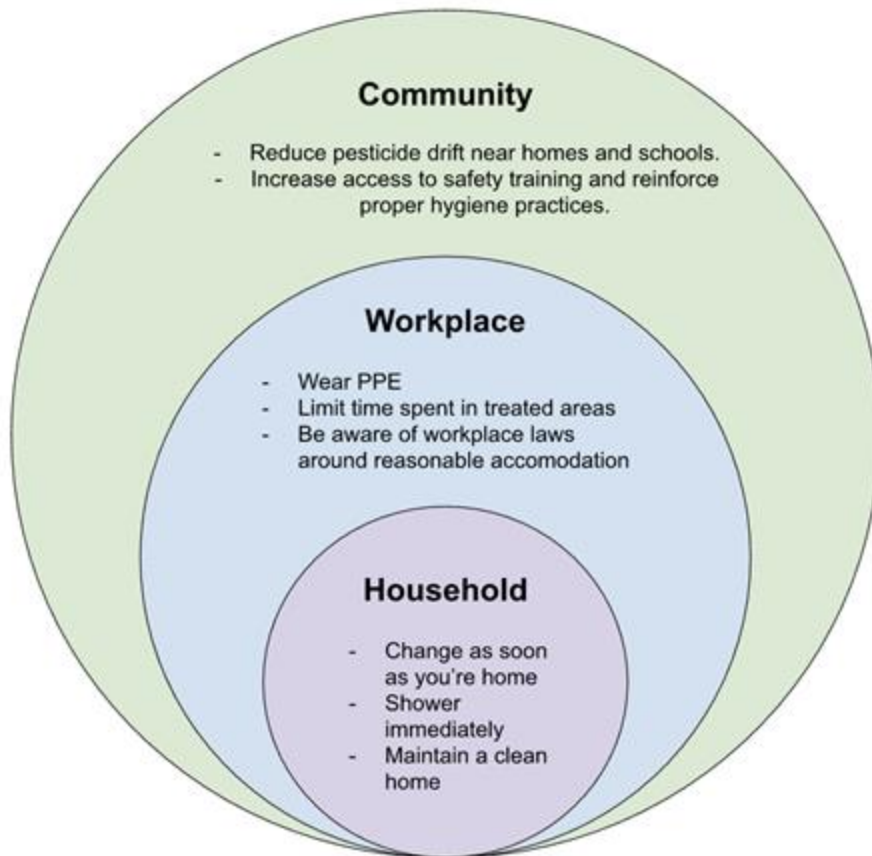 Community
- Reduce pesticide drift near homes and schools.
- Increase access to safety training and reinforce
proper hygiene practices.
Workplace
- Wear PPE
- Limit time spent in treated areas
- Be aware of workplace laws
around reasonable accomodation
Household
- Change as soon
as you’re home
- Shower
immediately
- Maintain a clean
home